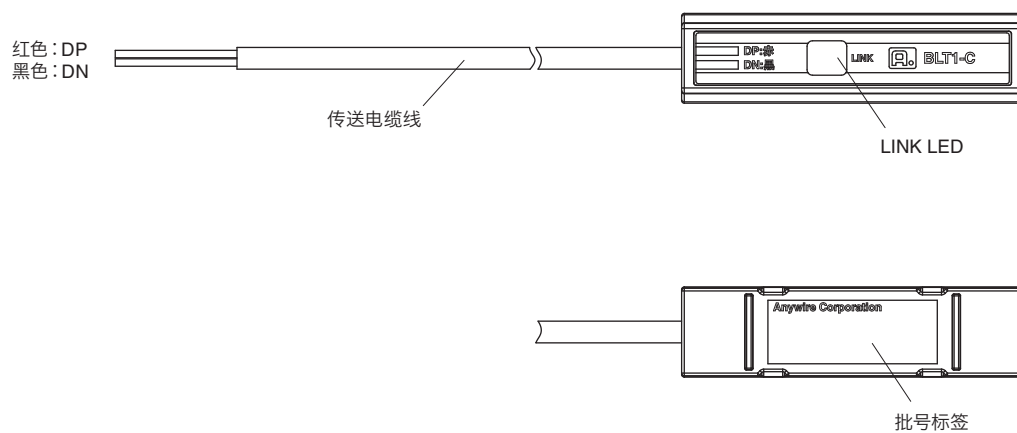 红色：DP
黑色：DN
DP:赤
DN:黒
LINK
A.
BLT1-C
传送电缆线
LINK LED
Anywire Corporation
批号标签